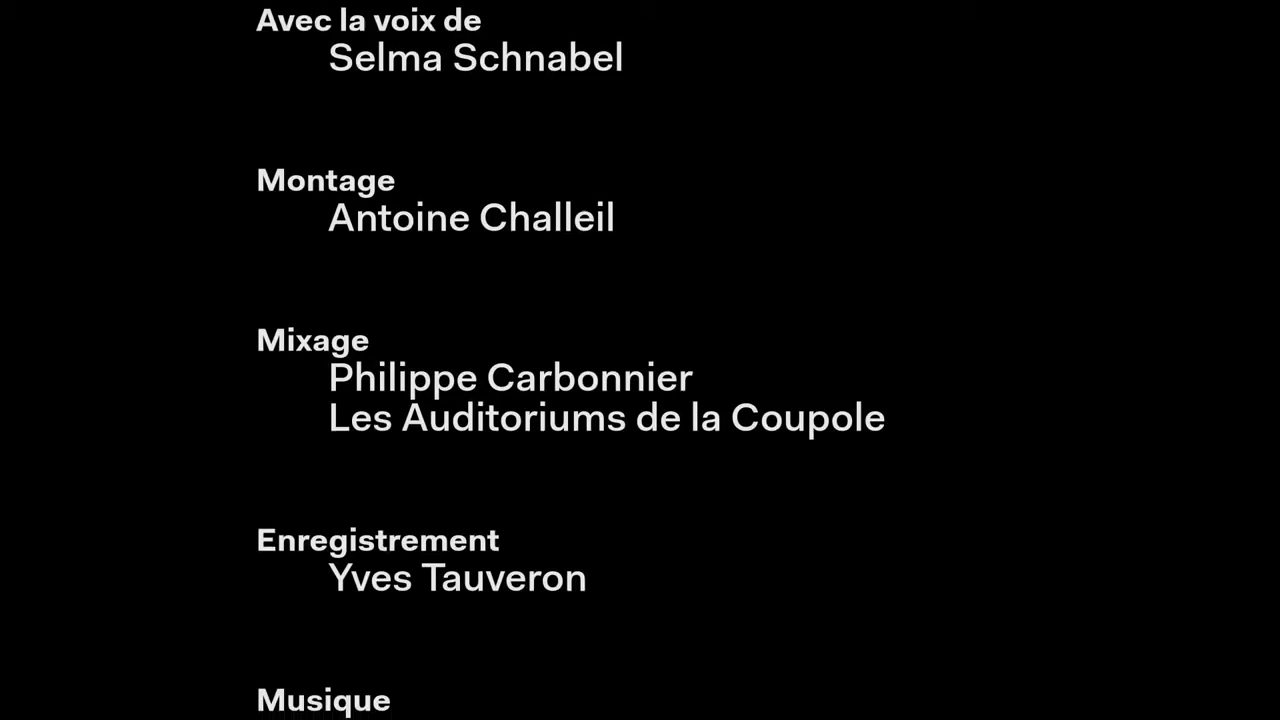 Avec la voix de
Selma Schnabel
Montage
Antoine Challeil
Mixage
Philippe Carbonnier
Les Auditoriums de la Coupole
Enregistrement
Yves Tauveron
Musique